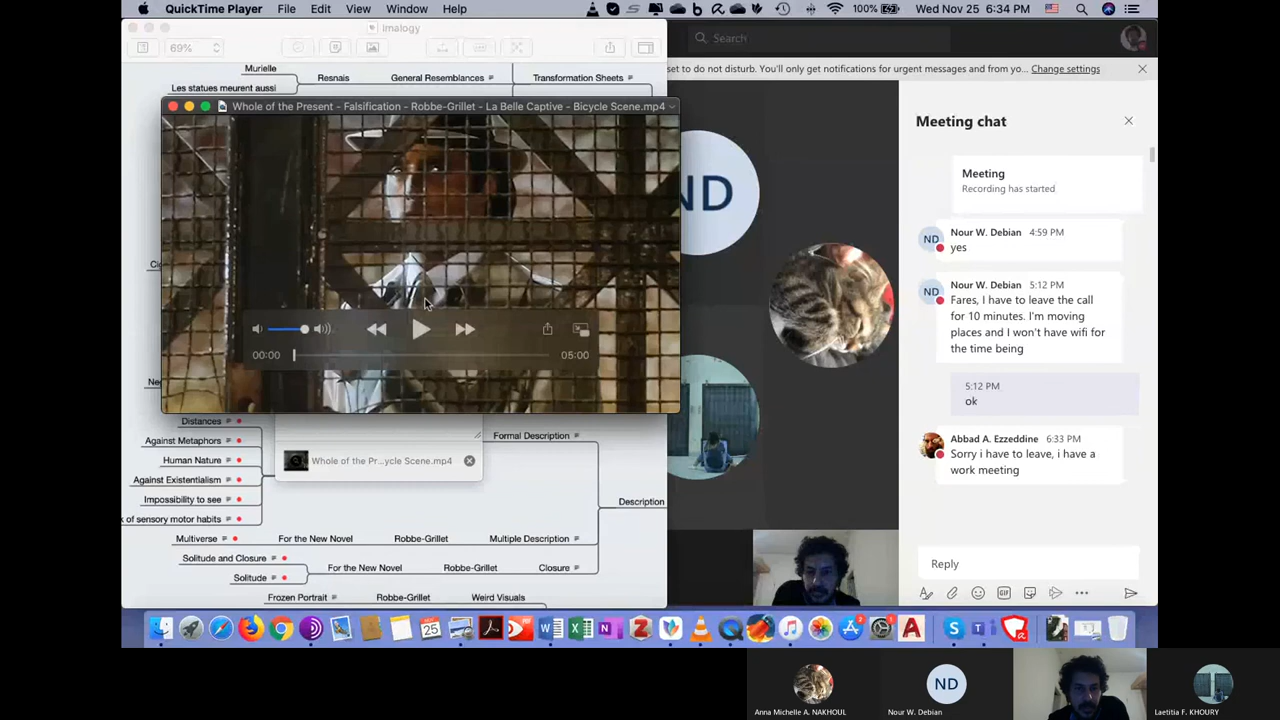 QuickTime Player File Edit View Window Help
100% Wed Nov 25 6:34 PM
Imalogy
69%
Search
set to do not disturb. You'll only get notifications for urgent messages and from yo... Change settings
Murielle
Les statues meurent aussi
Resnais
General Resemblances
Transformation Sheets
Whole of the Present - Falsification - Robbe-Grillet - La Belle Captive - Bicycle Scene.mp4
00:00
05:00
Whole of the Pr...ycle Scene.mp4
Formal Description
Distances
Against Metaphors
Human Nature
Against Existentialism
Impossibility to see
k of sensory motor habits
Description
Multiverse
For the New Novel
Robbe-Grillet
Multiple Description
Solitude and Closure
Solitude
For the New Novel
Robbe-Grillet
Closure
Frozen Portrait
Robbe-Grillet
Weird Visuals
ND
Meeting chat
Meeting
Recording has started
ND
Nour W. Debian 4:59 PM
yes
ND
Nour W. Debian 5:12 PM
Fares, I have to leave the call
for 10 minutes. I'm moving
places and I won't have wifi for
the time being
5:12 PM
ok
Abbad A. Ezzeddine 6:33 PM
Sorry i have to leave, i have a
work meeting
Reply
NOV
25
ND
Anna Michelle A. NAKHOUL
Nour W. Debian
Laetitia F. KHOURY